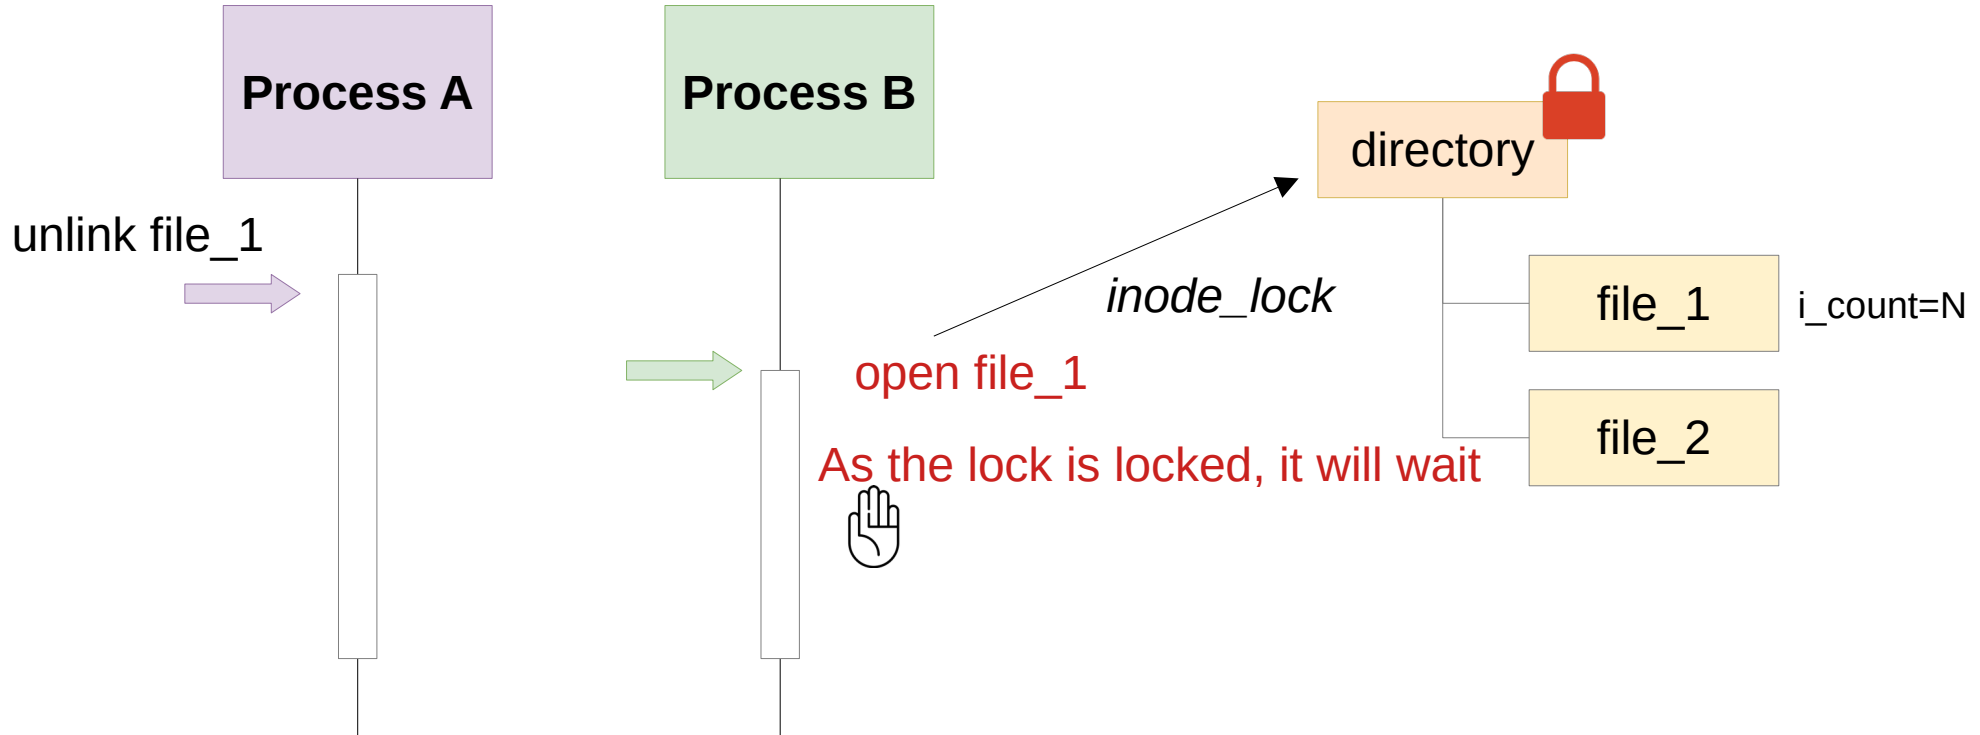 Process A
Process B
directory
unlink file_1
inode_lock
file_1
i_count=N
open file_1
file_2
As the lock is locked, it will wait